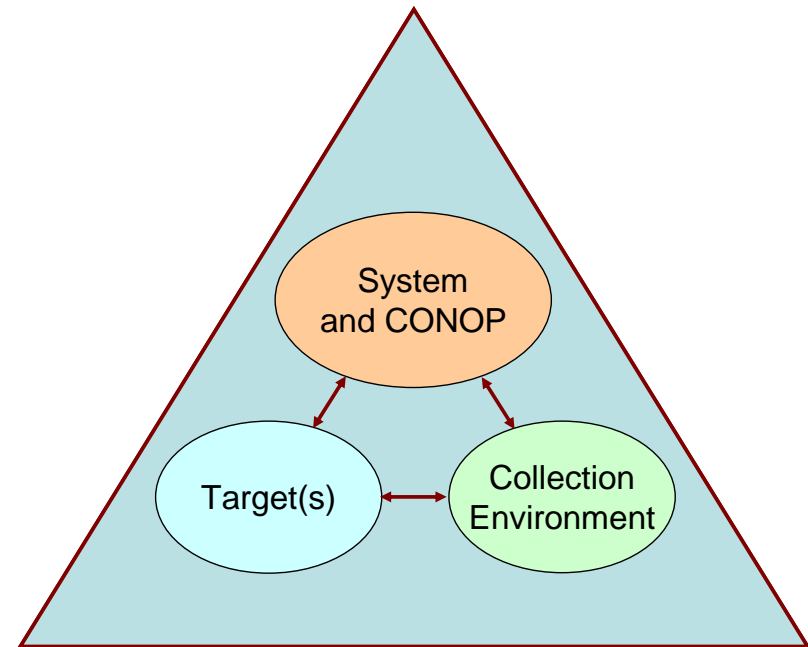 System
and CONOP
Target(s)
Collection
Environment